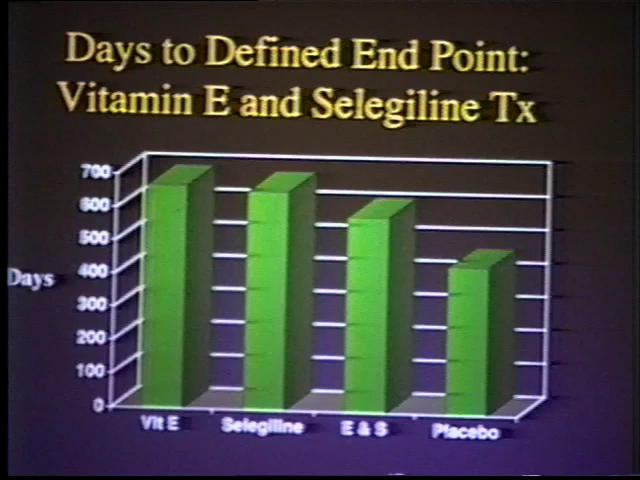 Days to Defined End Point:
Vitamin E and Selegiline Tx
700
600
500
400
300
200
100
0
Days
Vit E Selegiline E & S Placebo